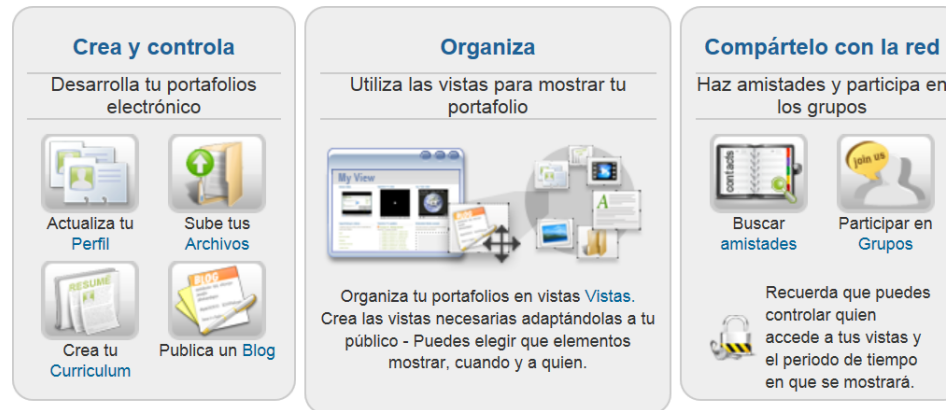 Crea y controla
Desarrolla tu portafolios
electrónico
Actualiza tu
Perfil
Sube tus
Archivos
RESUME
Crea tu
Curriculum
BLOG
Publica un Blog
Organiza
Utiliza las vistas para mostrar tu
portafolio
My View
BLOG
A
Organiza tu portafolios en vistas Vistas.
Crea las vistas necesarias adaptándolas a tu
público - Puedes elegir que elementos
mostrar, cuando y a quien.
Compártelo con la red
Haz amistades y participa en
los grupos
contacts
Buscar
amistades
join us
Participar en
Grupos
Recuerda que puedes
controlar quien
accede a tus vistas y
el periodo de tiempo
en que se mostrará.